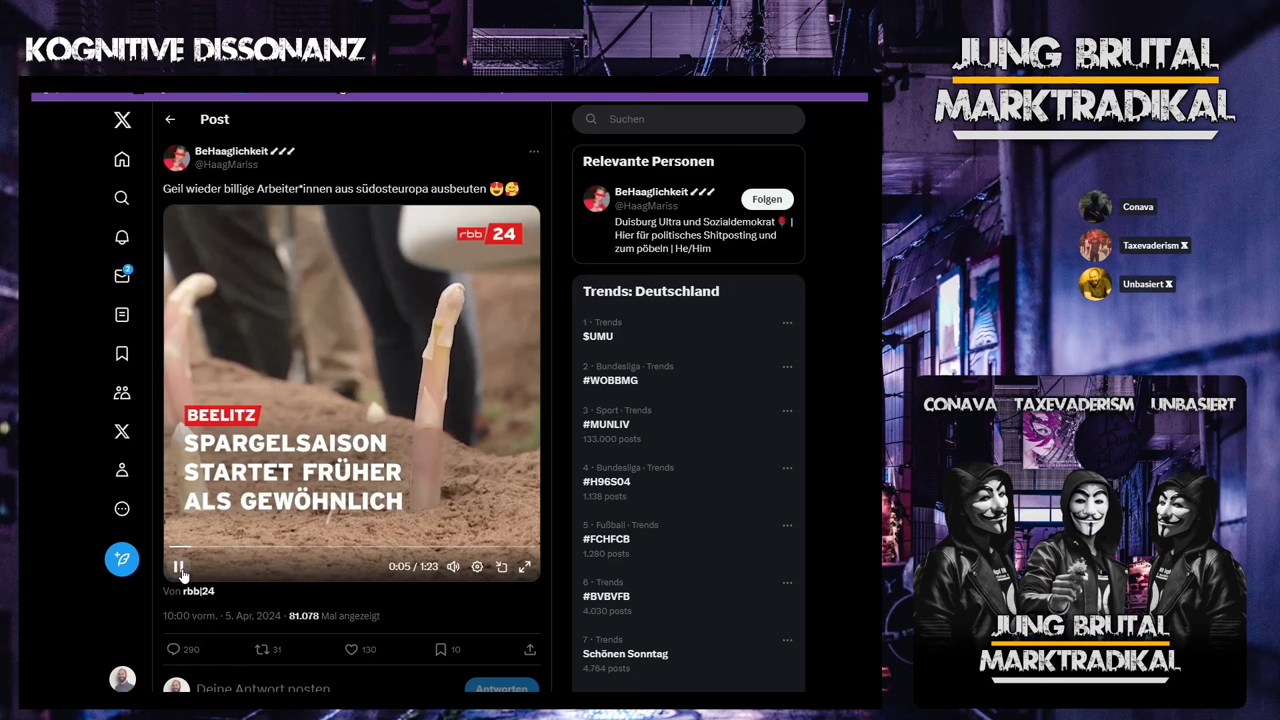 KOGNITIVE DISSONANZ
JUNG BRUTAL
MARKTRADIKAL
Post
BeHaaglichkeit
@HaagMariss
Geil wieder billige Arbeiter*innen aus südosteuropa ausbeuten 😍🥰
rbb 24
BEELITZ
SPARGELSAISON
STARTET FRÜHER
ALS GEWÖHNLICH
0:05 / 1:23
Von rbb|24
10:00 vorm. · 5. Apr. 2024 · 81.078 Mal angezeigt
290
31
130
10
Deine Antwort posten
Antworten
2
Suchen
Relevante Personen
BeHaaglichkeit
@HaagMariss
Folgen
Duisburg Ultra und Sozialdemokrat🌹 |
Hier für politisches Shitposting und
zum pöbeln | He/Him
Trends: Deutschland
1 · Trends
$UMU
2 · Bundesliga · Trends
#WOBBMG
3 · Sport · Trends
#MUNLIV
133.000 posts
4 · Bundesliga · Trends
#H96S04
1.138 posts
5 · Fußball · Trends
#FCHFCB
1.280 posts
6 · Trends
#BVBVFB
4.030 posts
7 · Trends
Schönen Sonntag
4.764 posts
Conava
Taxevaderism X
Unbasiert X
CONAVA TAXEVADERISM UNBASIERT
JUNG BRUTAL
MARKTRADIKAL